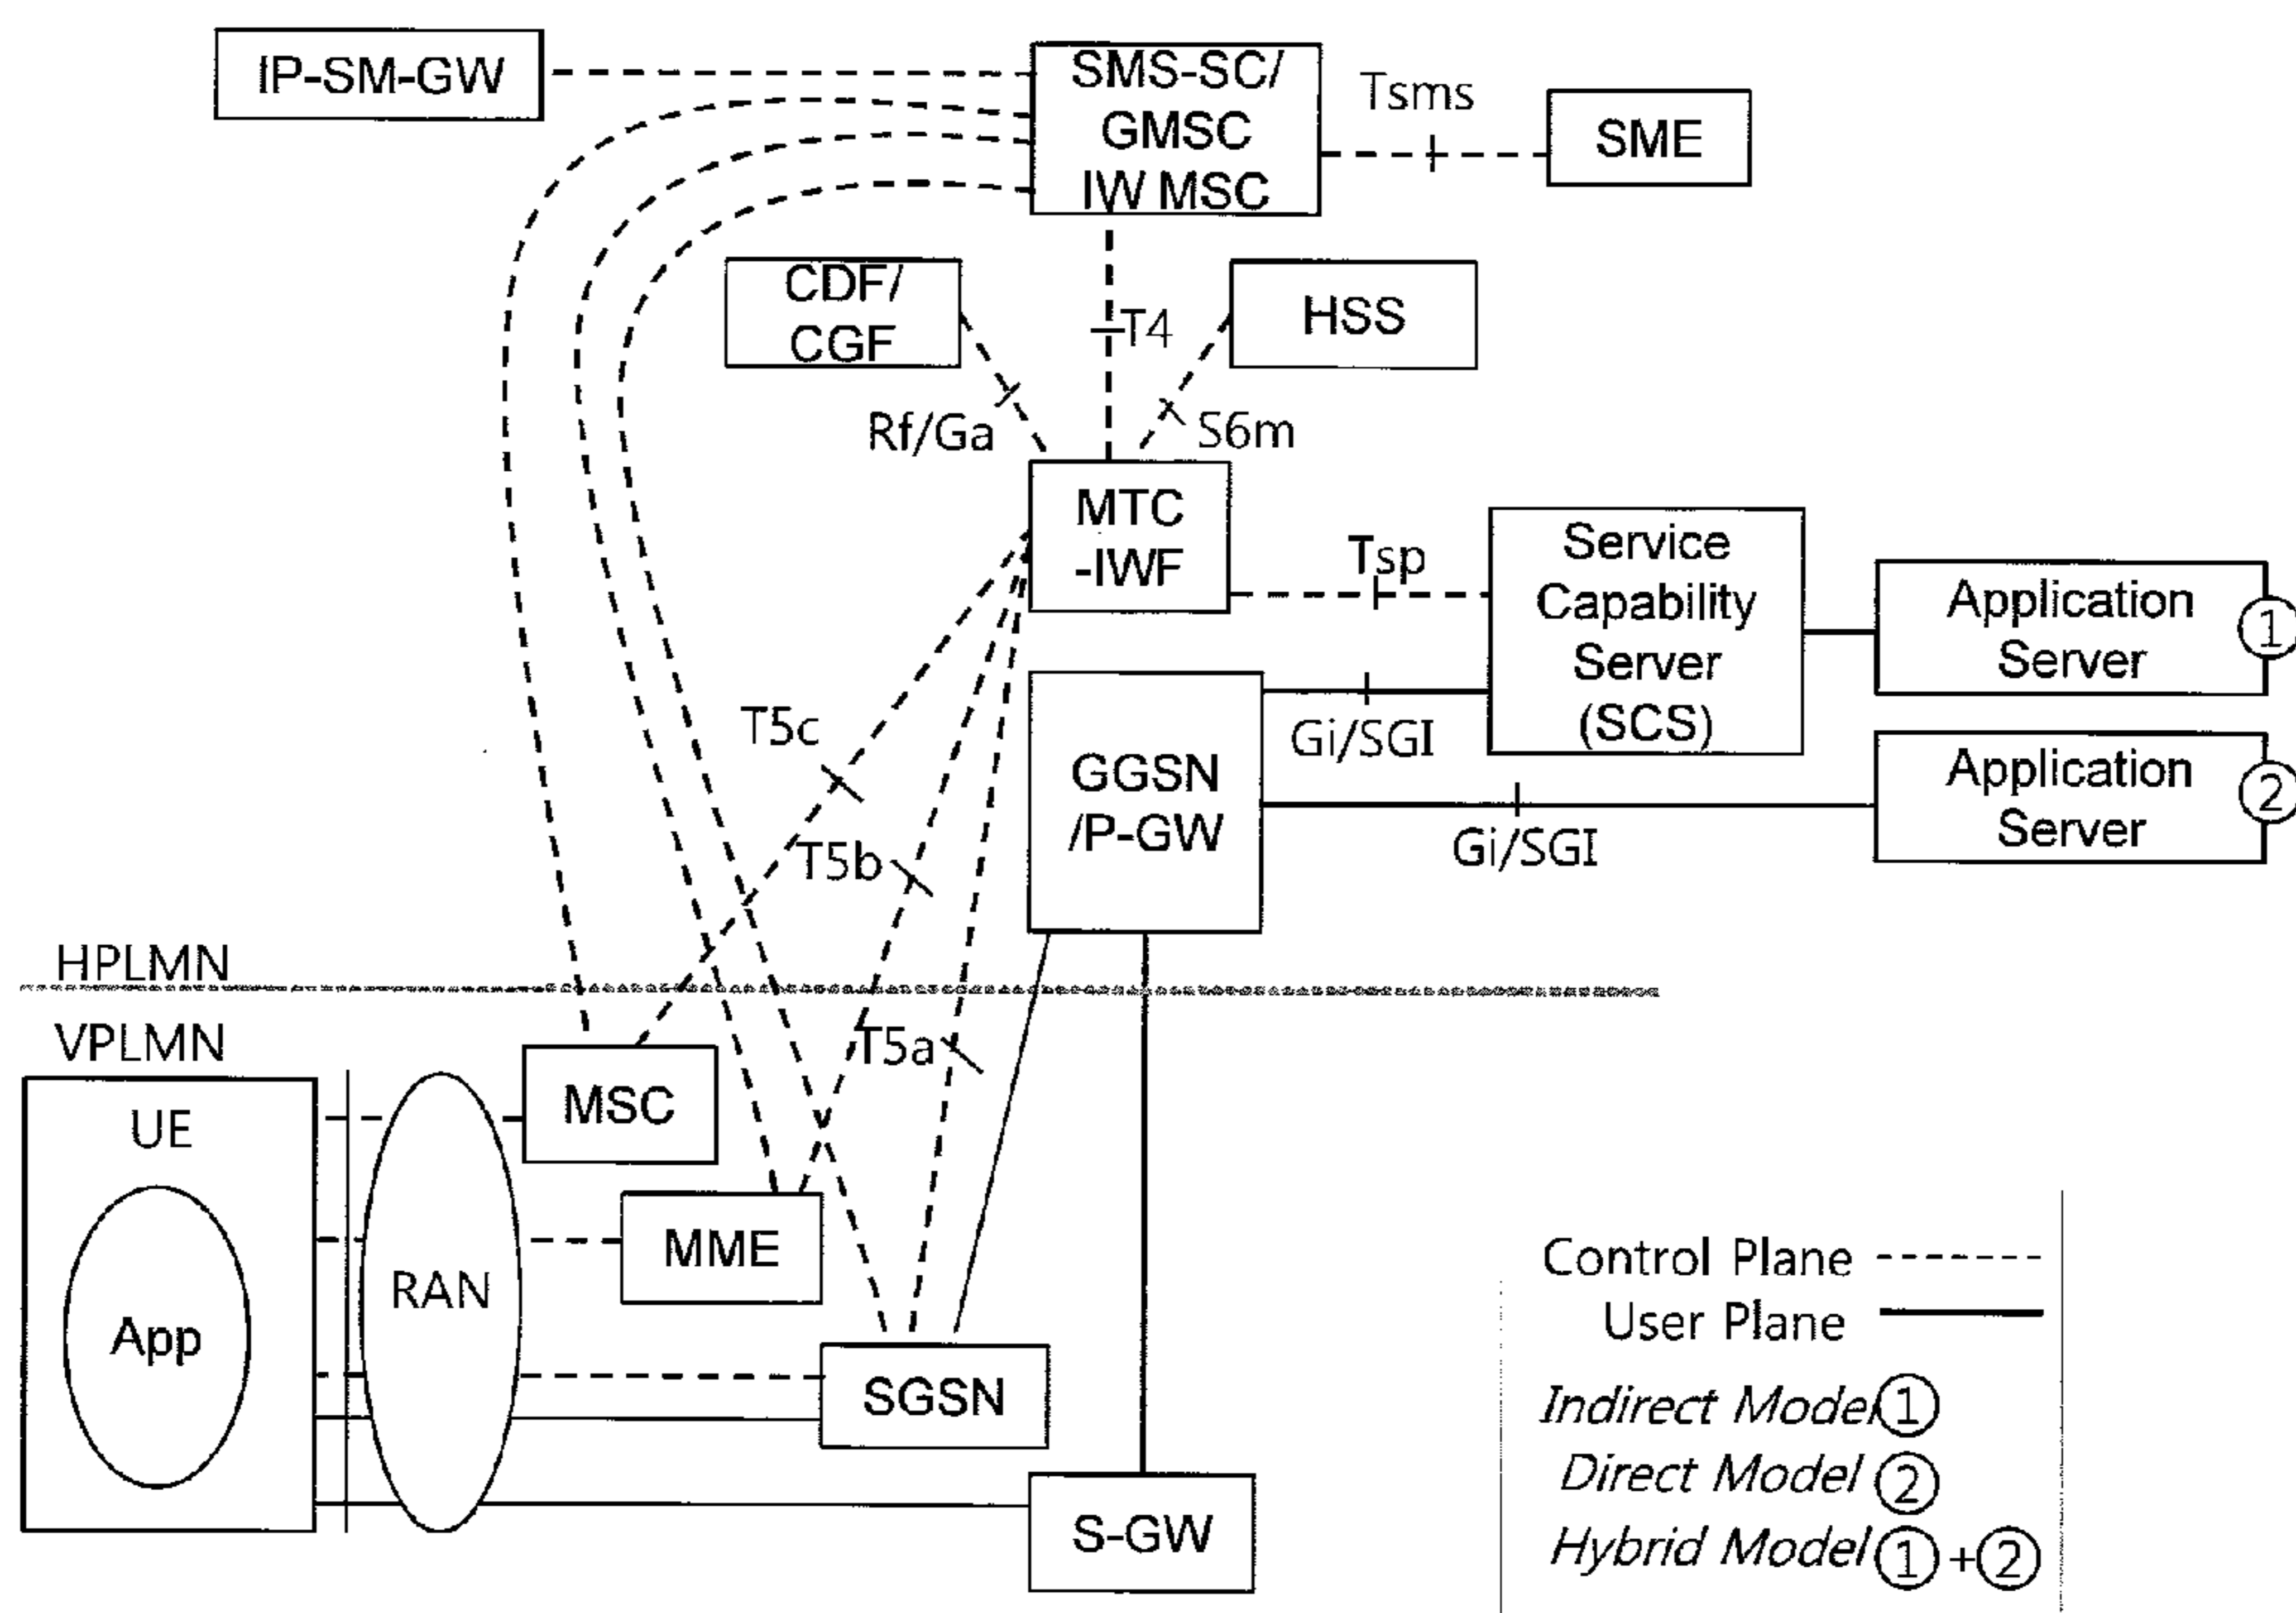 IP-SM-GW
SMS-SC/
GMSC
IW MSC
Tsms
SME
CDF/
CGF
T4
HSS
Rf/Ga
S6m
MTC
-IWF
Tsp
Service
Capability
Server
(SCS)
Application
Server
①
Gi/SGI
GGSN
/P-GW
Application
Server
②
Gi/SGI
T5c
T5b
T5a
HPLMN
VPLMN
UE
App
RAN
MSC
MME
SGSN
S-GW
Control Plane
User Plane
Indirect Model ①
Direct Model ②
Hybrid Model ① + ②